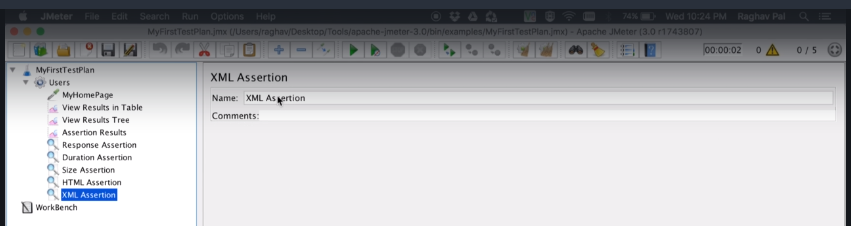 JMeter File Edit Search Run Options Help 74% Wed 10:24 PM Raghav Pal
MyFirstTestPlan.jmx (/Users/raghav/Desktop/Tools/apache-jmeter-3.0/bin/examples/MyFirstTestPlan.jmx) - Apache JMeter (3.0 r1743807)
00:00:02 0 0 / 5
MyFirstTestPlan
Users
MyHomePage
View Results in Table
View Results Tree
Assertion Results
Response Assertion
Duration Assertion
Size Assertion
HTML Assertion
XML Assertion
WorkBench
XML Assertion
Name: XML Assertion
Comments: